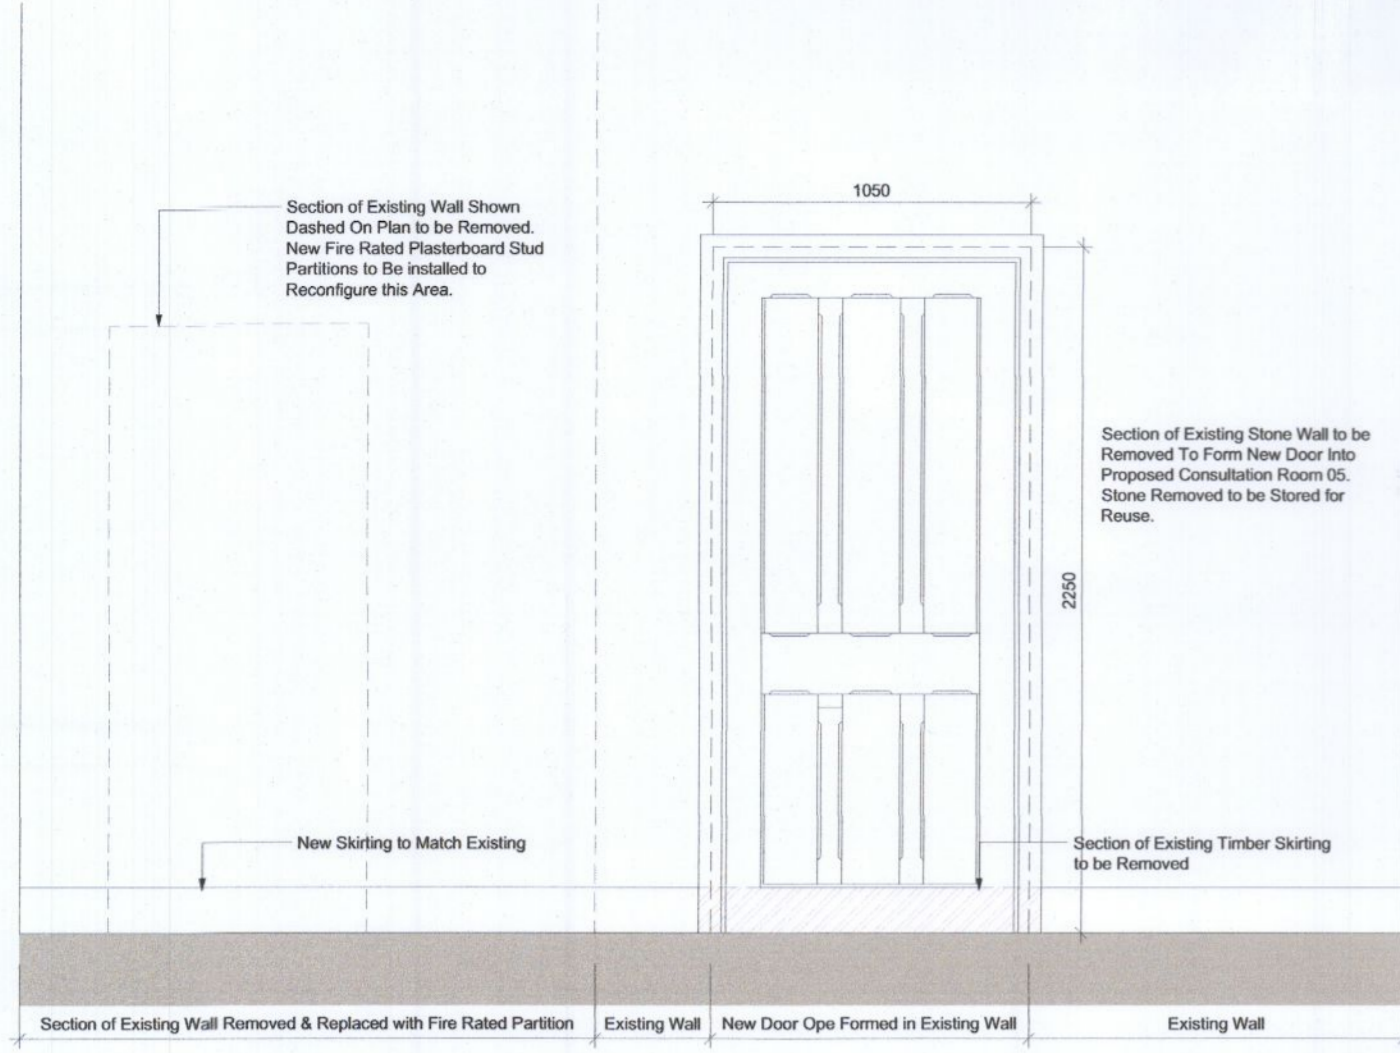 1050
Section of Existing Wall Shown
Dashed On Plan to be Removed.
New Fire Rated Plasterboard Stud
Partitions to Be installed to
Reconfigure this Area.
Section of Existing Stone Wall to be
Removed To Form New Door Into
Proposed Consultation Room 05.
Stone Removed to be Stored for
Reuse.
2250
New Skirting to Match Existing
Section of Existing Timber Skirting
to be Removed
Section of Existing Wall Removed & Replaced with Fire Rated Partition
Existing Wall
New Door Ope Formed in Existing Wall
Existing Wall